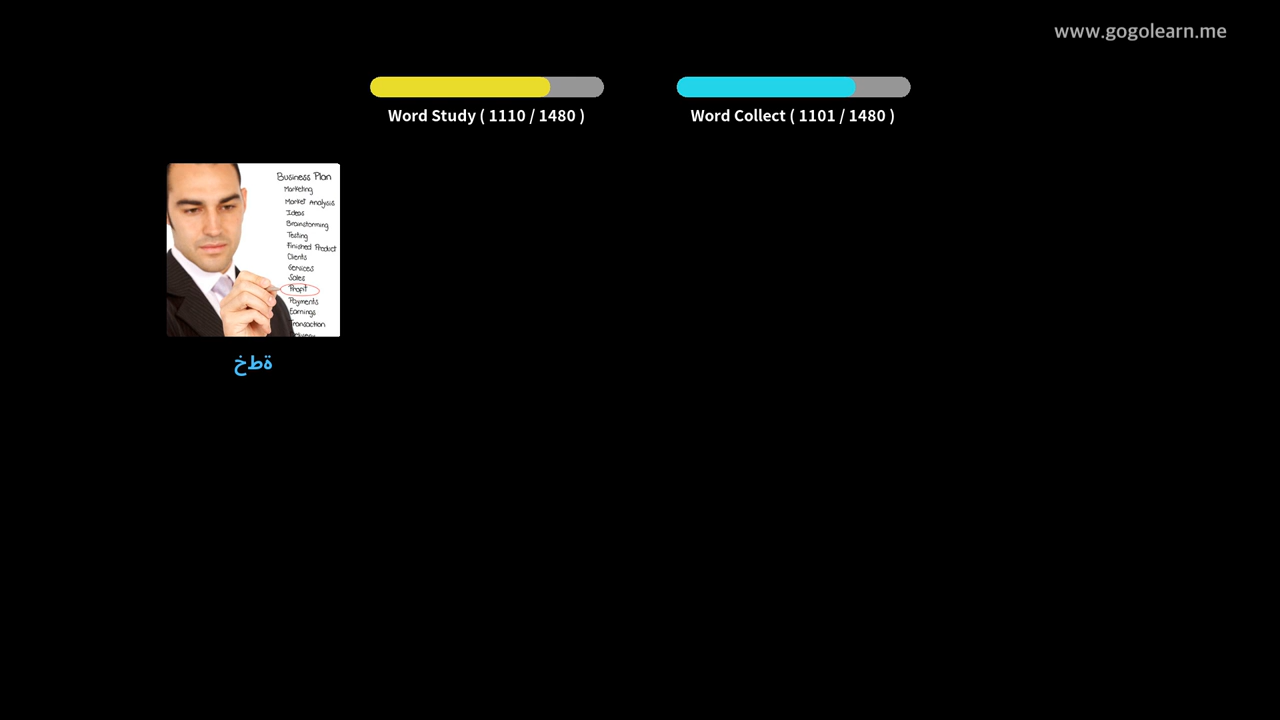 www.gogolearn.me
Word Study ( 1110 / 1480 )
Word Collect ( 1101 / 1480 )
Business Plan
Marketing
Market Analysis
Ideas
Brainstorming
Testing
Finished Product
Clients
Services
Sales
Profit
Payments
Earnings
Transaction
ةطخ